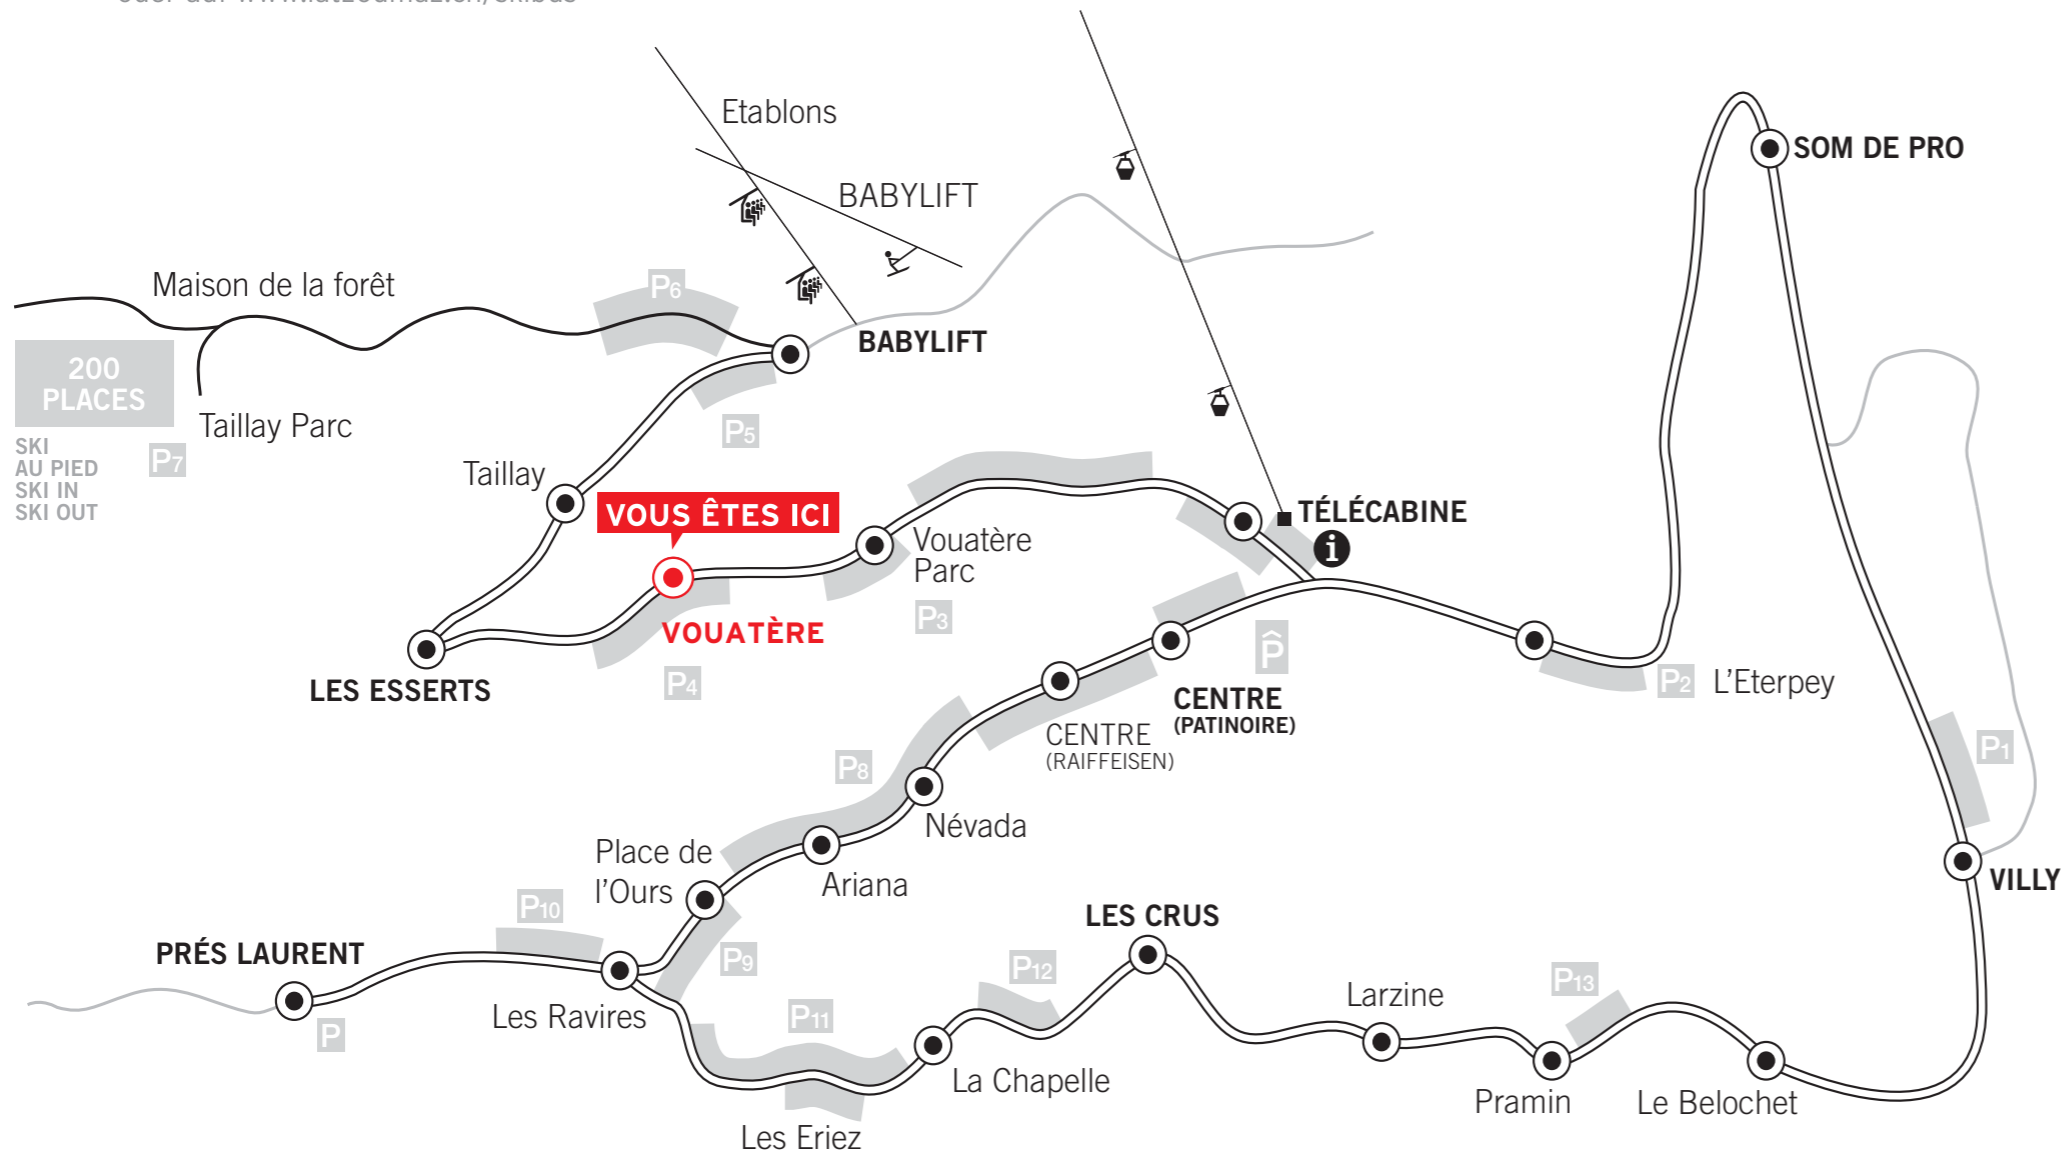 Etablons
SOM DE PRO
BABYLIFT
Maison de la forêt
P6
BABYLIFT
200
PLACES
Taillay Parc
P5
SKI
AU PIED
SKI IN
SKI OUT
P7
Taillay
VOUS ÊTES ICI
TÉLÉCABINE
i
Vouatère
Parc
P3
VOUATÈRE
P
P4
LES ESSERTS
P2
L'Eterpey
CENTRE
(PATINOIRE)
CENTRE
(RAIFFEISEN)
P1
P8
Névada
Place de
l'Ours
Ariana
VILLY
P10
LES CRUS
PRÉS LAURENT
P9
P12
P13
Larzine
Les Ravires
P11
P
La Chapelle
Pramin
Le Belochet
Les Eriez